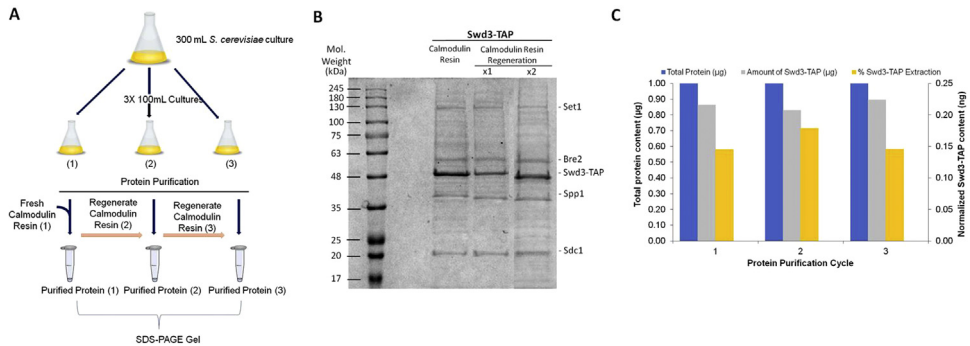 A
300 mL S. cerevisiae culture
3X 100mL Cultures
(1)
(2)
(3)
Protein Purification
Fresh
Calmodulin
Resin (1)
Regenerate
Calmodulin
Resin (2)
Regenerate
Calmodulin
Resin (3)
Purified Protein (1)
Purified Protein (2)
Purified Protein (3)
SDS-PAGE Gel
B
Swd3-TAP
Mol.
Weight
(kDa)
Calmodulin
Resin
Calmodulin Resin
Regeneration
x1
x2
245
180
130
100
75
63
48
35
25
20
17
Set1
Bre2
Swd3-TAP
Spp1
Sdc1
C
Total Protein (µg)
Amount of Swd3-TAP (µg)
% Swd3-TAP Extraction
Total protein content (µg)
1.00
0.90
0.80
0.70
0.60
0.50
0.40
0.30
0.20
0.10
0.00
0.25
0.20
0.15
0.10
0.05
0.00
Normalized Swd3-TAP content (ng)
1
2
3
Protein Purification Cycle